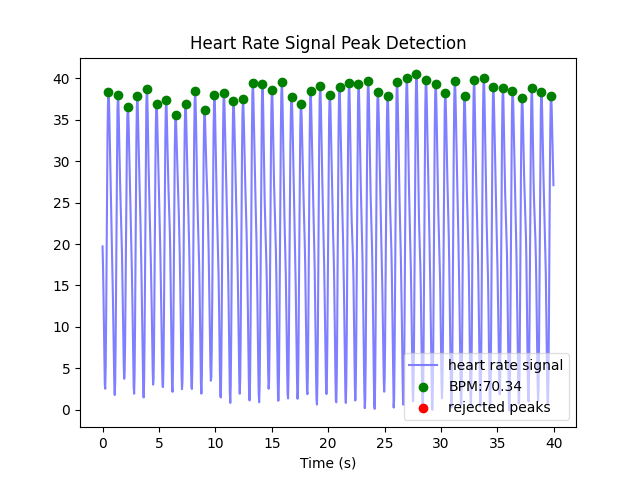 Heart Rate Signal Peak Detection
40
35
30
25
20
15
10
5
0
heart rate signal
BPM:70.34
rejected peaks
0 5 10 15 20 25 30 35 40
Time (s)